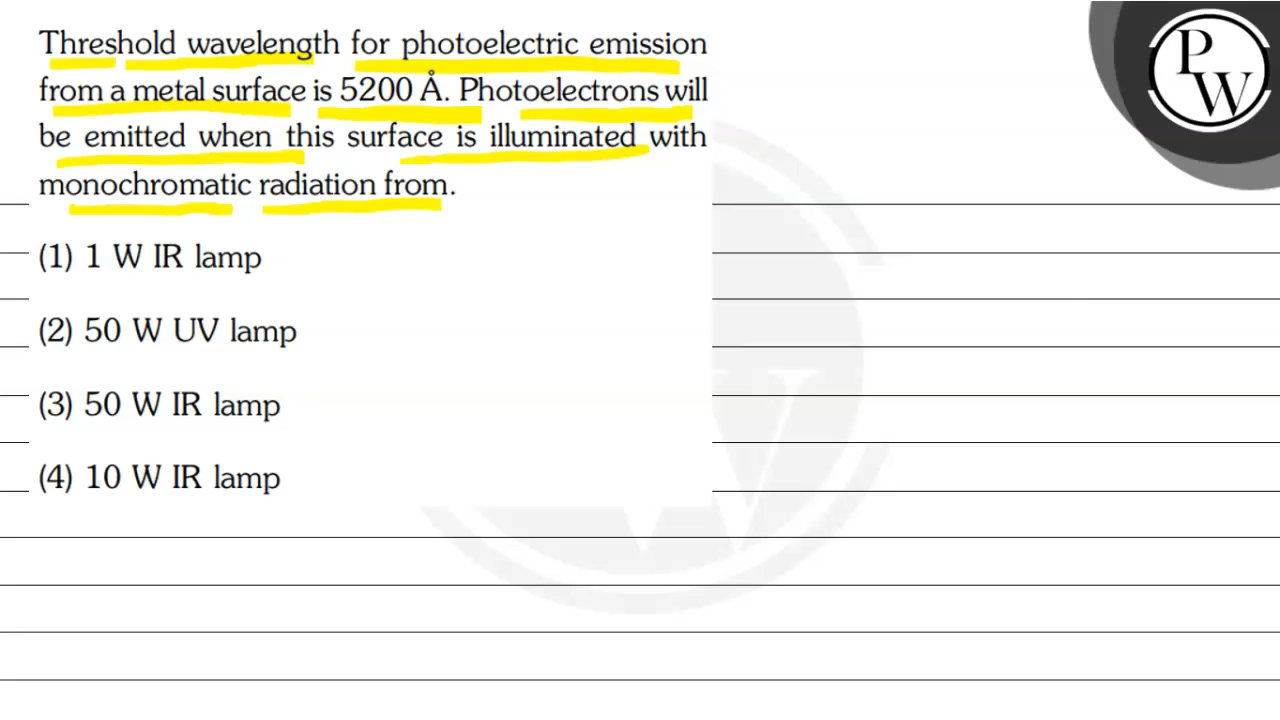 Threshold wavelength for photoelectric emission
from a metal surface is 5200 Å. Photoelectrons will
be emitted when this surface is illuminated with
monochromatic radiation from.
(1) 1 W IR lamp
(2) 50 W UV lamp
(3) 50 W IR lamp
(4) 10 W IR lamp
P
W